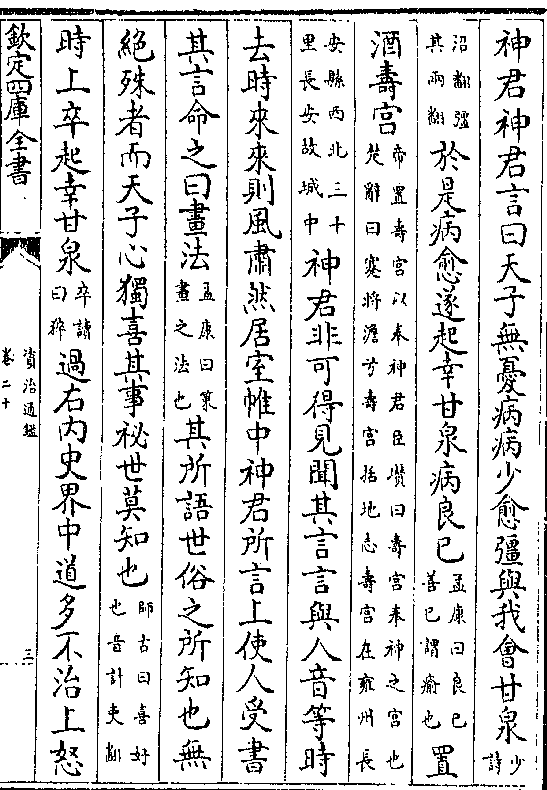 神君神君言曰天子無憂病病少愈彊與我㑹甘泉少詩
沼翻彊其兩翻於是病愈遂起幸甘泉病良已孟康曰良已善已謂瘉也置
酒壽宫帝置壽宫以奉神君臣瓉曰壽宫奉神之宫也楚辭曰蹇將澹兮壽宫括地志壽宫在雍州長
安縣西北三十里長安故城中神君非可得見聞其言言與人音等時
去時來來則風肅然居室帷中神君所言上使人受書
其言命之曰畫法孟康曰策畫之法也其所語世俗之所知也無
絶殊者而天子心獨喜其事祕世莫知也師古曰喜好也音許吏翻
時上卒起幸甘泉卒讀曰猝過右内史界中道多不治上怒
欽定四庫全書
資治通鑑
卷二十
三